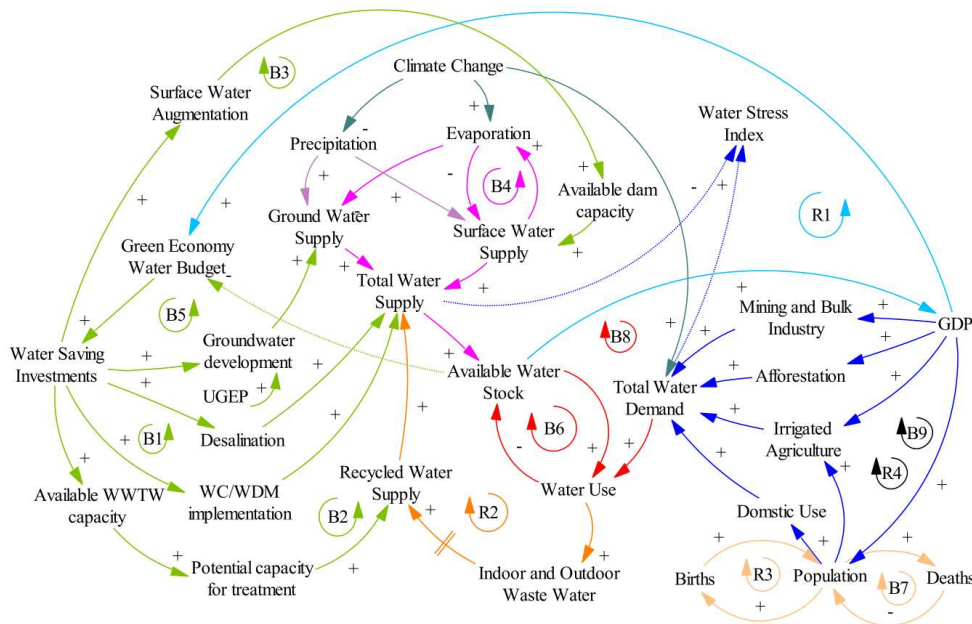 B3
Climate Change
Surface Water
Augmentation
Water Stress
Index
+
-
Precipitation
Evaporation
+
+
-
B4
+
Available dam
capacity
-
+
R1
+
+
+
Ground Water
Supply
Surface Water
Supply
+
Green Economy
Water Budget
-
+
+
+
Total Water
Supply
+
+
Mining and Bulk
Industry
+
GDP
B5
B8
+
+
Groundwater
development
Water Saving
Investments
+
+
+
UGEP
+
+
Available Water
Stock
Total Water
Demand
+
Afforestation
+
+
Irrigated
Agriculture
B9
B1
+
Desalination
+
-
B6
+
+
R4
+
Available WWTW
capacity
WC/WDM
implementation
Recycled Water
Supply
B2
R2
Water Use
Domstic Use
+
+
+
+
Potential capacity
for treatment
+
+
Indoor and Outdoor
Waste Water
+
Births
R3
Population
B7
Deaths
+
+
-